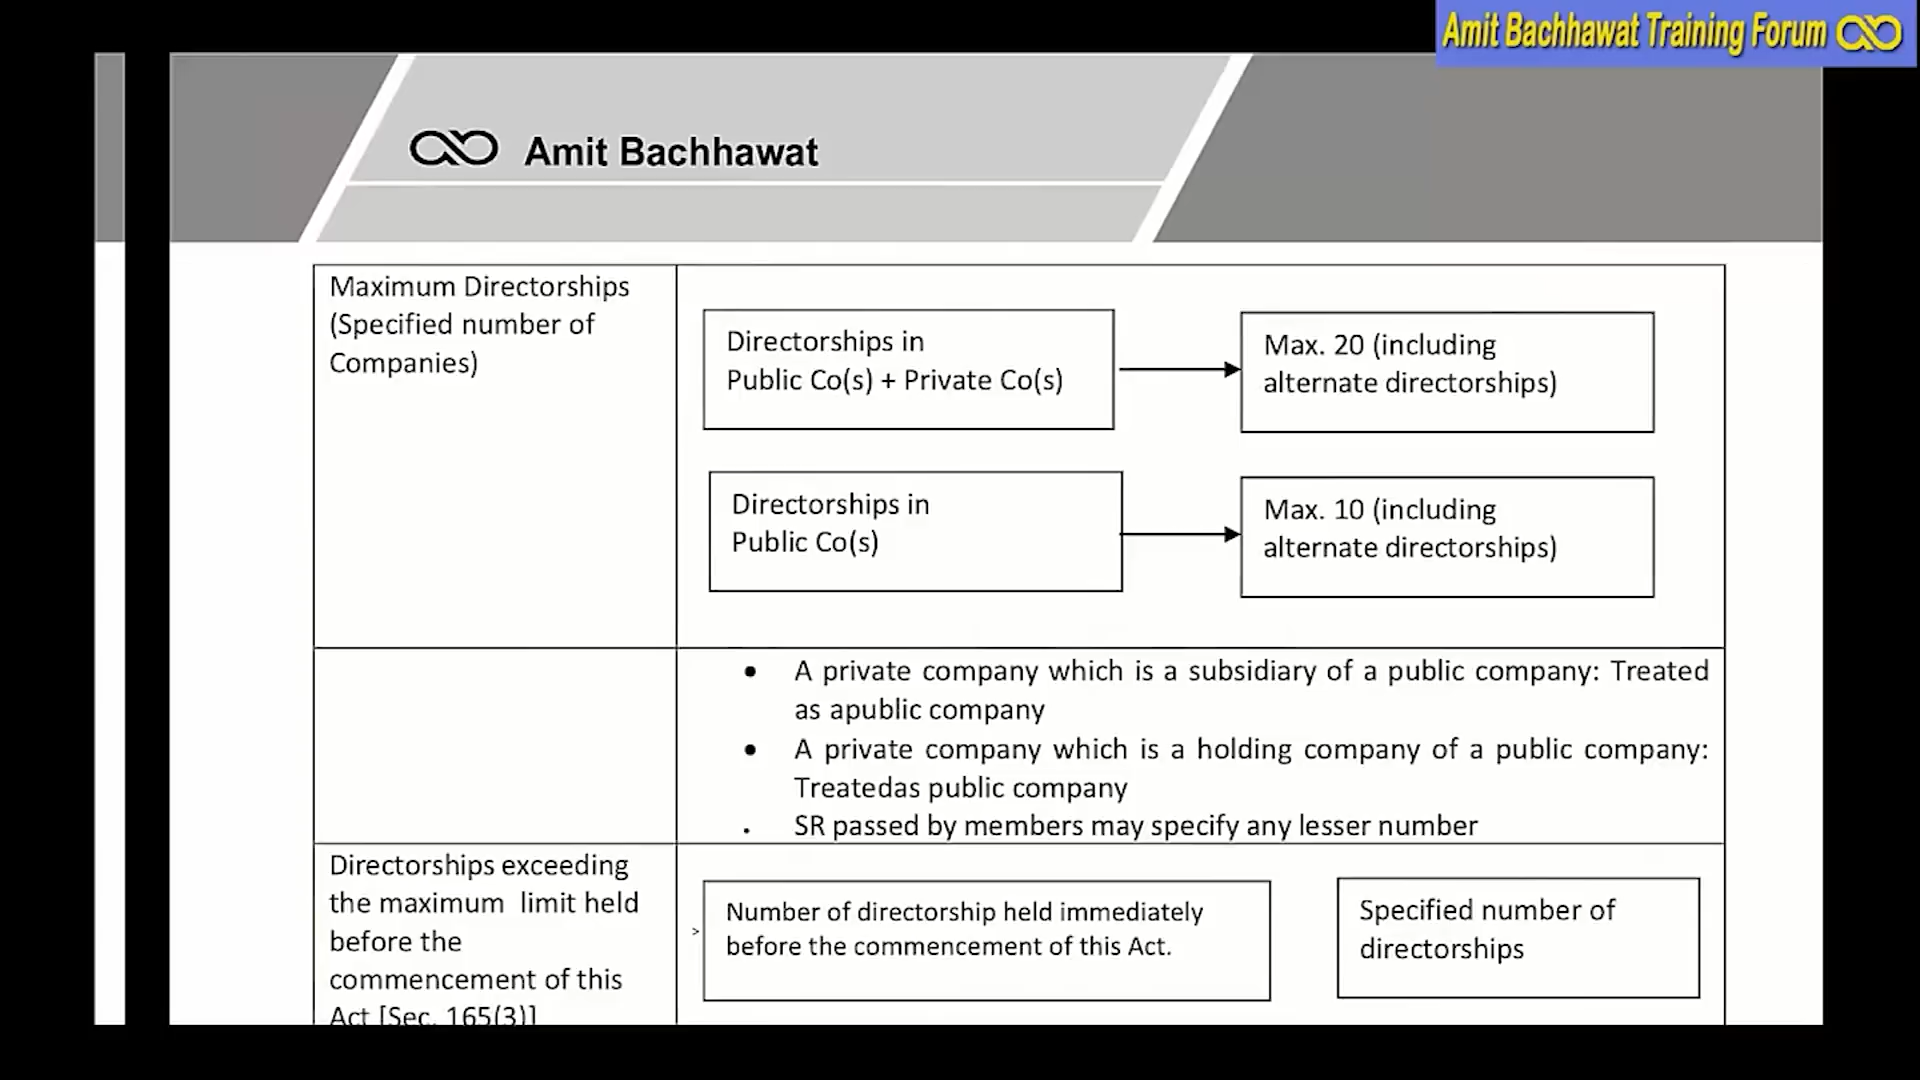 Amit Bachhawat Training Forum
Amit Bachhawat
Maximum Directorships
(Specified number of
Companies)
Directorships in
Public Co(s) + Private Co(s)
Max. 20 (including
alternate directorships)
Directorships in
Public Co(s)
Max. 10 (including
alternate directorships)
• A private company which is a subsidiary of a public company: Treated
as apublic company
• A private company which is a holding company of a public company:
Treatedas public company
• SR passed by members may specify any lesser number
Directorships exceeding
the maximum limit held
before the
commencement of this
Act [Sec. 165(3)]
>
Number of directorship held immediately
before the commencement of this Act.
Specified number of
directorships